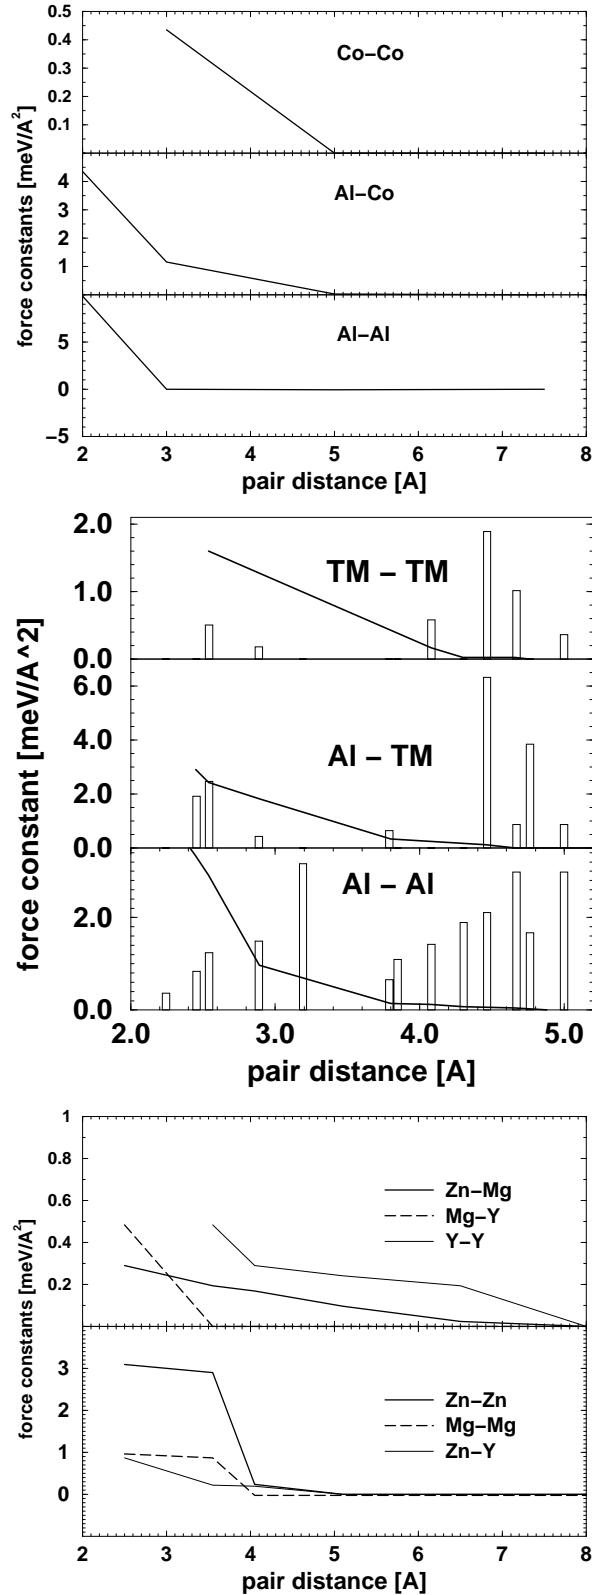 0.5
0.4
0.3
0.2
0.1
Co–Co
4
3
2
1
Al–Co
5
0
–5
Al–Al
force constants [meV/A²]
2 3 4 5 6 7 8
pair distance [A]
2.0
1.0
0.0
TM – TM
6.0
4.0
2.0
0.0
Al – TM
2.0
0.0
Al – Al
force constant [meV/A^2]
2.0 3.0 4.0 5.0
pair distance [A]
1
0.8
0.6
0.4
0.2
Zn–Mg
Mg–Y
Y–Y
3
2
1
0
Zn–Zn
Mg–Mg
Zn–Y
force constants [meV/A²]
2 3 4 5 6 7 8
pair distance [A]